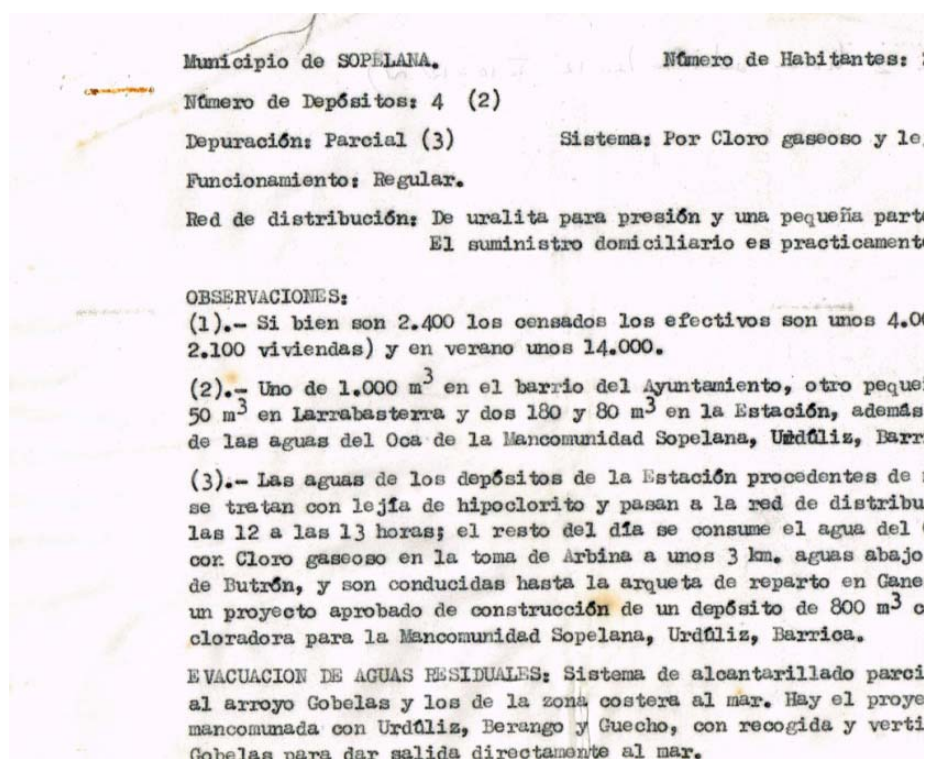 Municipio de SOPELANA. Número de Habitantes:
Número de Depósitos: 4 (2)
Depuración: Parcial (3) Sistema: Por Cloro gaseoso y le
Funcionamiento: Regular.
Red de distribución: De uralita para presión y una pequeña part
El suministro domiciliario es practicament
OBSERVACIONES:
(1).- Si bien son 2.400 los censados los efectivos son unos 4.0
2.100 viviendas) y en verano unos 14.000.
(2).- Uno de 1.000 m³ en el barrio del Ayuntamiento, otro peque
50 m³ en Larrabasterra y dos 180 y 80 m³ en la Estación, además
de las aguas del Oca de la Mancomunidad Sopelana, Urdúliz, Barr
(3).- Las aguas de los depósitos de la Estación procedentes de
se tratan con lejía de hipoclorito y pasan a la red de distribu
las 12 a las 13 horas; el resto del día se consume el agua del
con Cloro gaseoso en la toma de Arbina a unos 3 km. aguas abajo
de Butrón, y son conducidas hasta la arqueta de reparto en Gane
un proyecto aprobado de construcción de un depósito de 800 m³ c
cloradora para la Mancomunidad Sopelana, Urdúliz, Barrica.
EVACUACION DE AGUAS RESIDUALES: Sistema de alcantarillado parci
al arroyo Gobelas y los de la zona costera al mar. Hay el proye
mancomunada con Urdúliz, Berango y Guecho, con recogida y verti
Gobelas para dar salida directamente al mar.